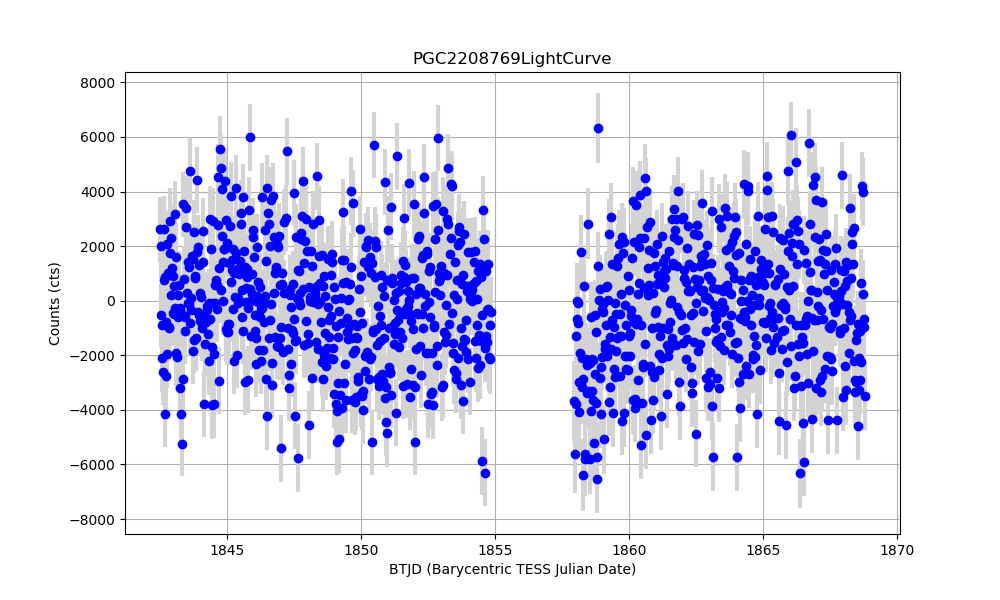 PGC2208769LightCurve
8000
6000
4000
2000
0
−2000
−4000
−6000
−8000
Counts (cts)
1845 1850 1855 1860 1865 1870
BTJD (Barycentric TESS Julian Date)